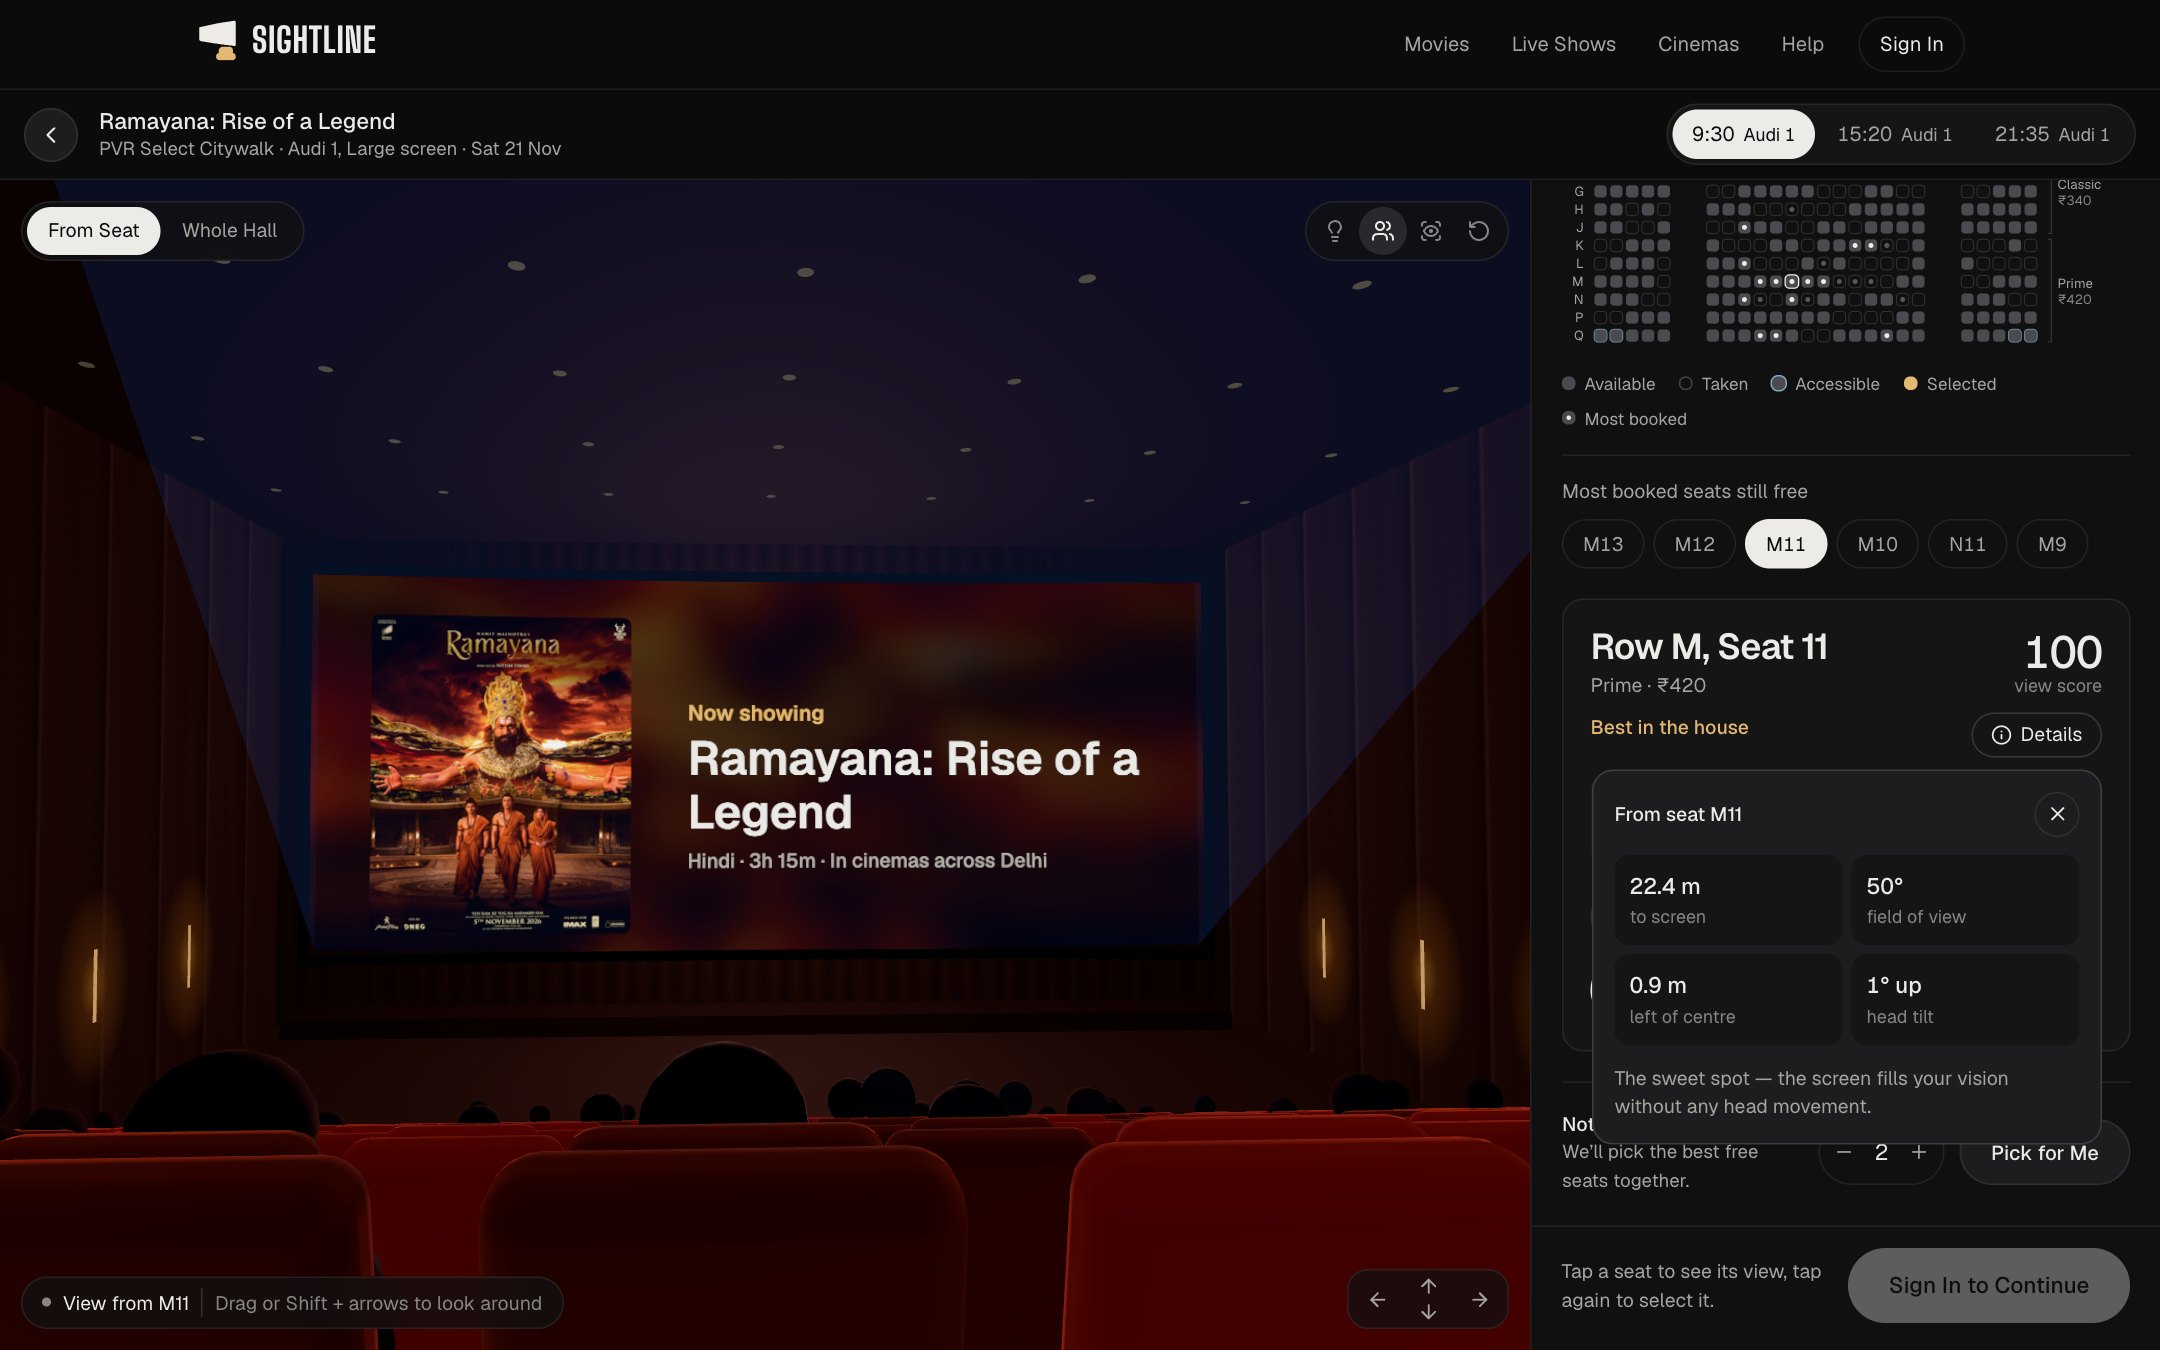 SIGHTLINE
Movies
Live Shows
Cinemas
Help
Sign In
Ramayana: Rise of a Legend
PVR Select Citywalk · Audi 1, Large screen · Sat 21 Nov
9:30 Audi 1
15:20 Audi 1
21:35 Audi 1
From Seat
Whole Hall
G
H
J
K
L
M
N
P
Q
Classic
₹340
Prime
₹420
Available
Taken
Accessible
Selected
Most booked
Most booked seats still free
M13
M12
M11
M10
N11
M9
Row M, Seat 11
Prime · ₹420
100
view score
Best in the house
Details
From seat M11
22.4 m
to screen
50°
field of view
0.9 m
left of centre
1° up
head tilt
The sweet spot — the screen fills your vision
without any head movement.
Not
We'll pick the best free
seats together.
2
Pick for Me
Tap a seat to see its view, tap
again to select it.
Sign In to Continue
Ramayana
5TH NOVEMBER 2026
DNEG
IMAX
Now showing
Ramayana: Rise of a
Legend
Hindi · 3h 15m · In cinemas across Delhi
View from M11
Drag or Shift + arrows to look around